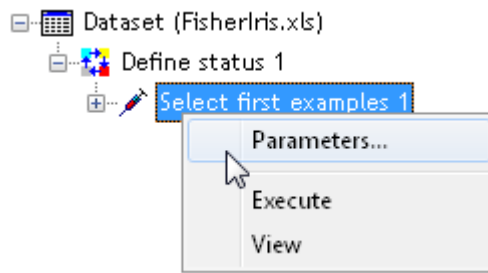 Dataset (FisherIris.xls)
Define status 1
Select first examples 1
Parameters...
Execute
View